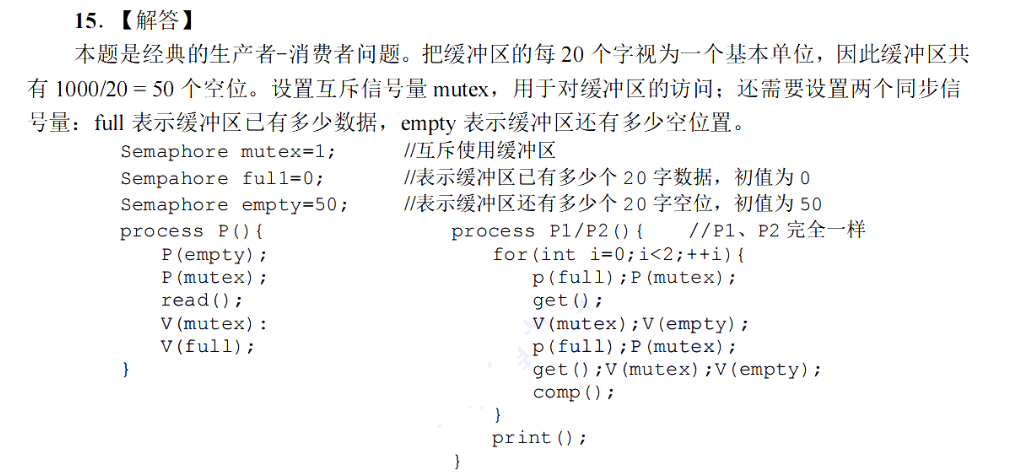 15. 【解答】
本题是经典的生产者-消费者问题。把缓冲区的每 20 个字视为一个基本单位，因此缓冲区共
有 1000/20 = 50 个空位。设置互斥信号量 mutex，用于对缓冲区的访问；还需要设置两个同步信
号量：full 表示缓冲区已有多少数据，empty 表示缓冲区还有多少空位置。
Semaphore mutex=1; //互斥使用缓冲区
Sempahore full=0; //表示缓冲区已有多少个 20 字数据，初值为 0
Semaphore empty=50; //表示缓冲区还有多少个 20 字空位，初值为 50
process P(){ process P1/P2(){ //P1、P2 完全一样
P(empty); for(int i=0;i<2;++i){
P(mutex); p(full);P(mutex);
read(); get();
V(mutex): V(mutex);V(empty);
V(full); p(full);P(mutex);
} get();V(mutex);V(empty);
comp();
}
print();
}